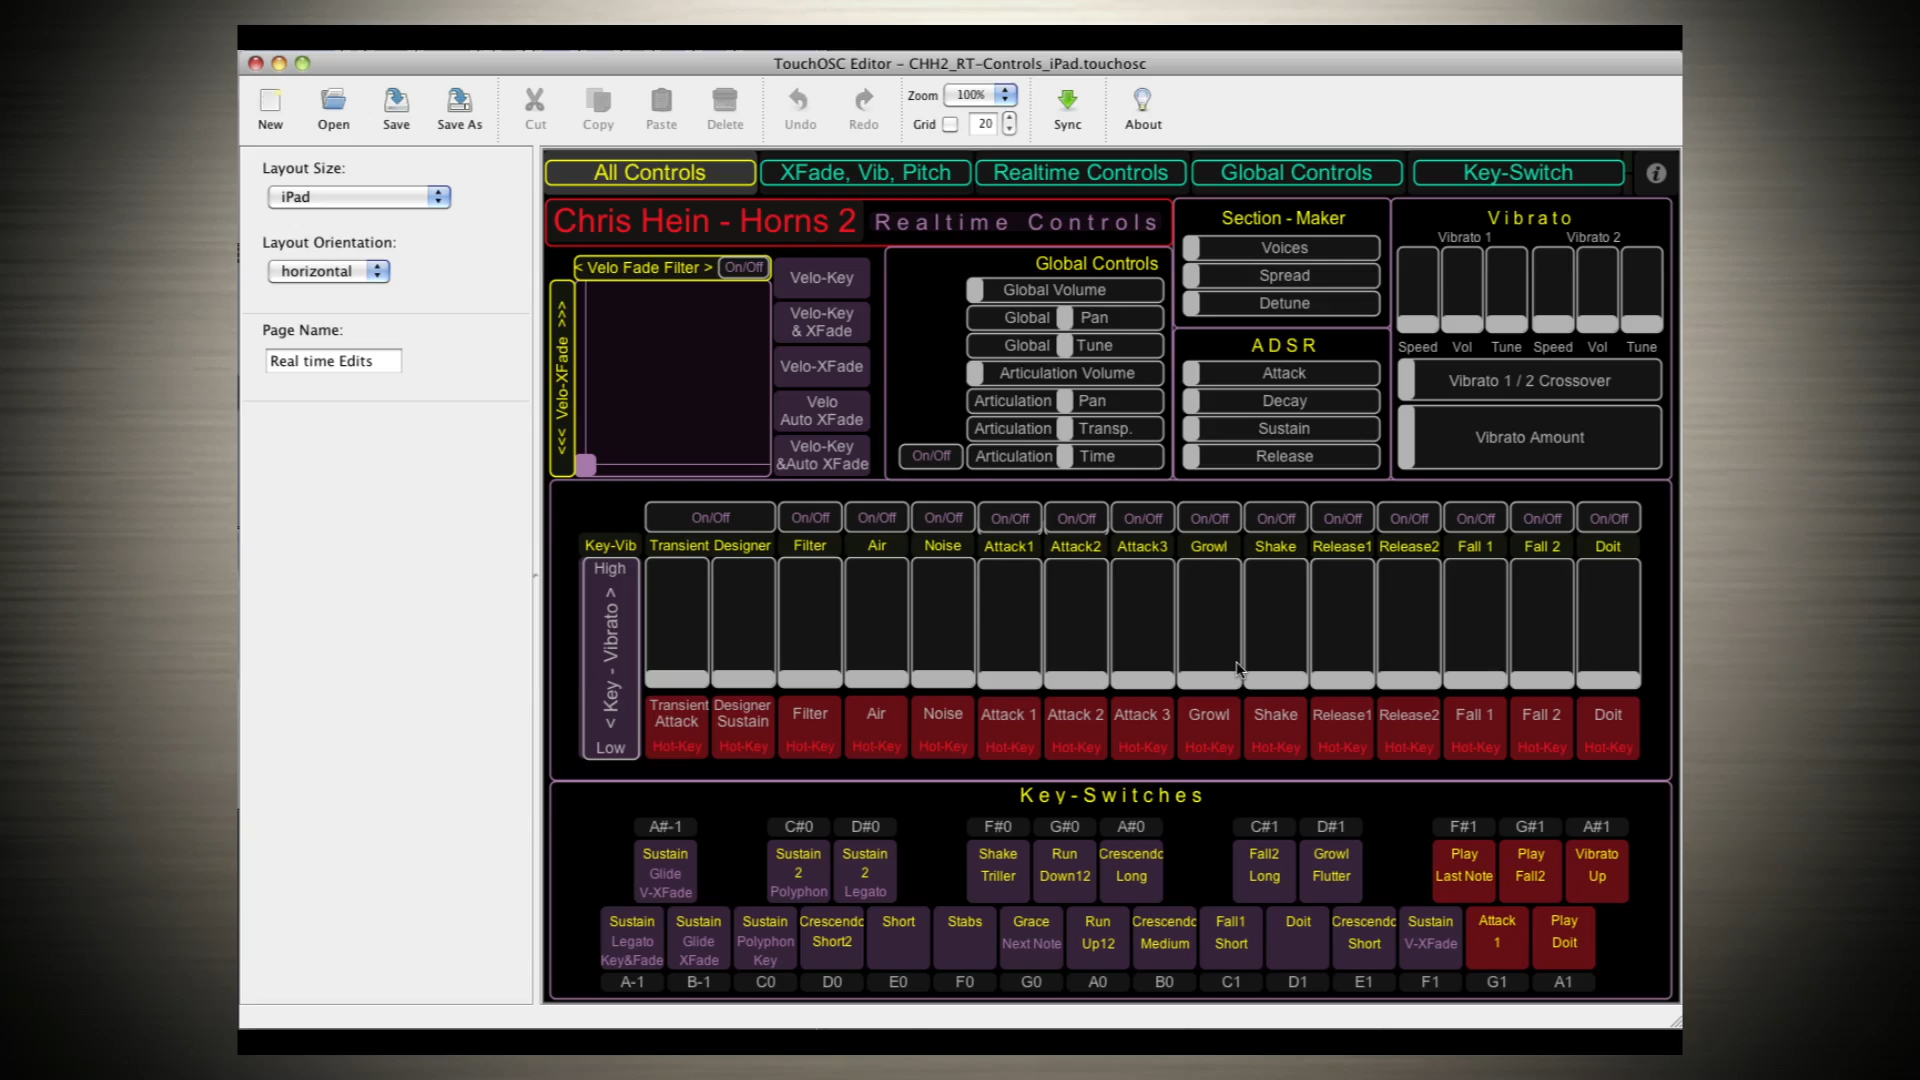 TouchOSC Editor – CHH2_RT-Controls_iPad.touchosc
New
Open
Save
Save As
Cut
Copy
Paste
Delete
Undo
Redo
Zoom
100%
Grid
20
Sync
About
Layout Size:
iPad
Layout Orientation:
horizontal
Page Name:
Real time Edits
All Controls
XFade, Vib, Pitch
Realtime Controls
Global Controls
Key-Switch
i
Chris Hein - Horns 2
Realtime Controls
< Velo Fade Filter >
On/Off
<<< Velo-XFade >>>
Velo-Key
Velo-Key
& XFade
Velo-XFade
Velo
Auto XFade
Velo-Key
&Auto XFade
Global Controls
Global Volume
Global Pan
Global Tune
Articulation Volume
Articulation Pan
Articulation Transp.
On/Off
Articulation Time
Section - Maker
Voices
Spread
Detune
ADSR
Attack
Decay
Sustain
Release
Vibrato
Vibrato 1
Vibrato 2
Speed Vol Tune Speed Vol Tune
Vibrato 1 / 2 Crossover
Vibrato Amount
On/Off On/Off On/Off On/Off On/Off On/Off On/Off On/Off On/Off On/Off On/Off On/Off On/Off On/Off
Key-Vib Transient Designer Filter Air Noise Attack1 Attack2 Attack3 Growl Shake Release1 Release2 Fall 1 Fall 2 Doit
High
< Key - Vibrato >
Low
Transient Designer Filter Air Noise Attack 1 Attack 2 Attack 3 Growl Shake Release1 Release2 Fall 1 Fall 2 Doit
Attack Sustain
Hot-Key Hot-Key Hot-Key Hot-Key Hot-Key Hot-Key Hot-Key Hot-Key Hot-Key Hot-Key Hot-Key Hot-Key Hot-Key Hot-Key Hot-Key
Key-Switches
A#-1 C#0 D#0 F#0 G#0 A#0 C#1 D#1 F#1 G#1 A#1
Sustain Sustain Sustain Shake Run Crescendo Fall2 Growl Play Play Vibrato
Glide 2 2 Triller Down12 Long Long Flutter Last Note Fall2 Up
V-XFade Polyphon Legato
Sustain Sustain Sustain Crescendo Short Stabs Grace Run Crescendo Fall1 Doit Crescendo Sustain Attack Play
Legato Glide Polyphon Short2 Next Note Up12 Medium Short Short V-XFade 1 Doit
Key&Fade XFade Key
A-1 B-1 C0 D0 E0 F0 G0 A0 B0 C1 D1 E1 F1 G1 A1